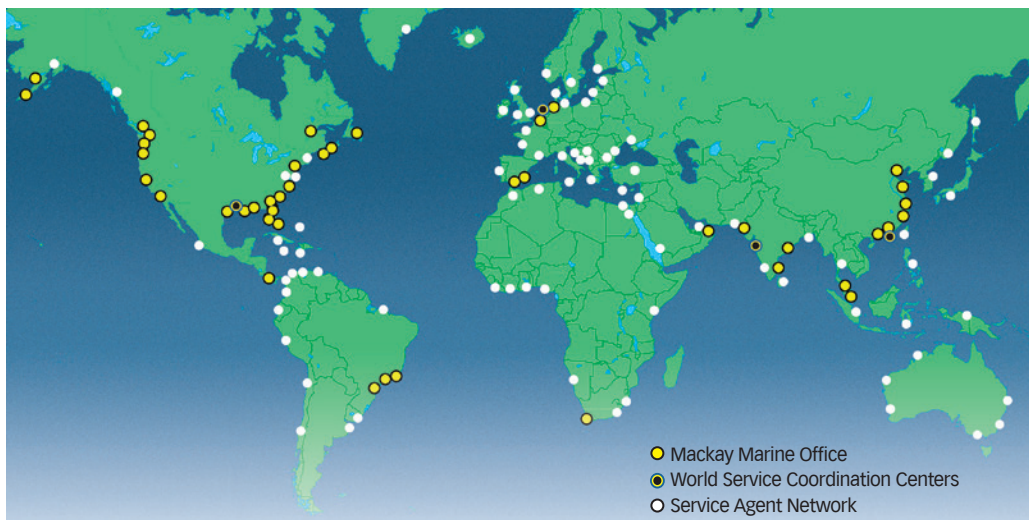 Mackay Marine Office
World Service Coordination Centers
Service Agent Network